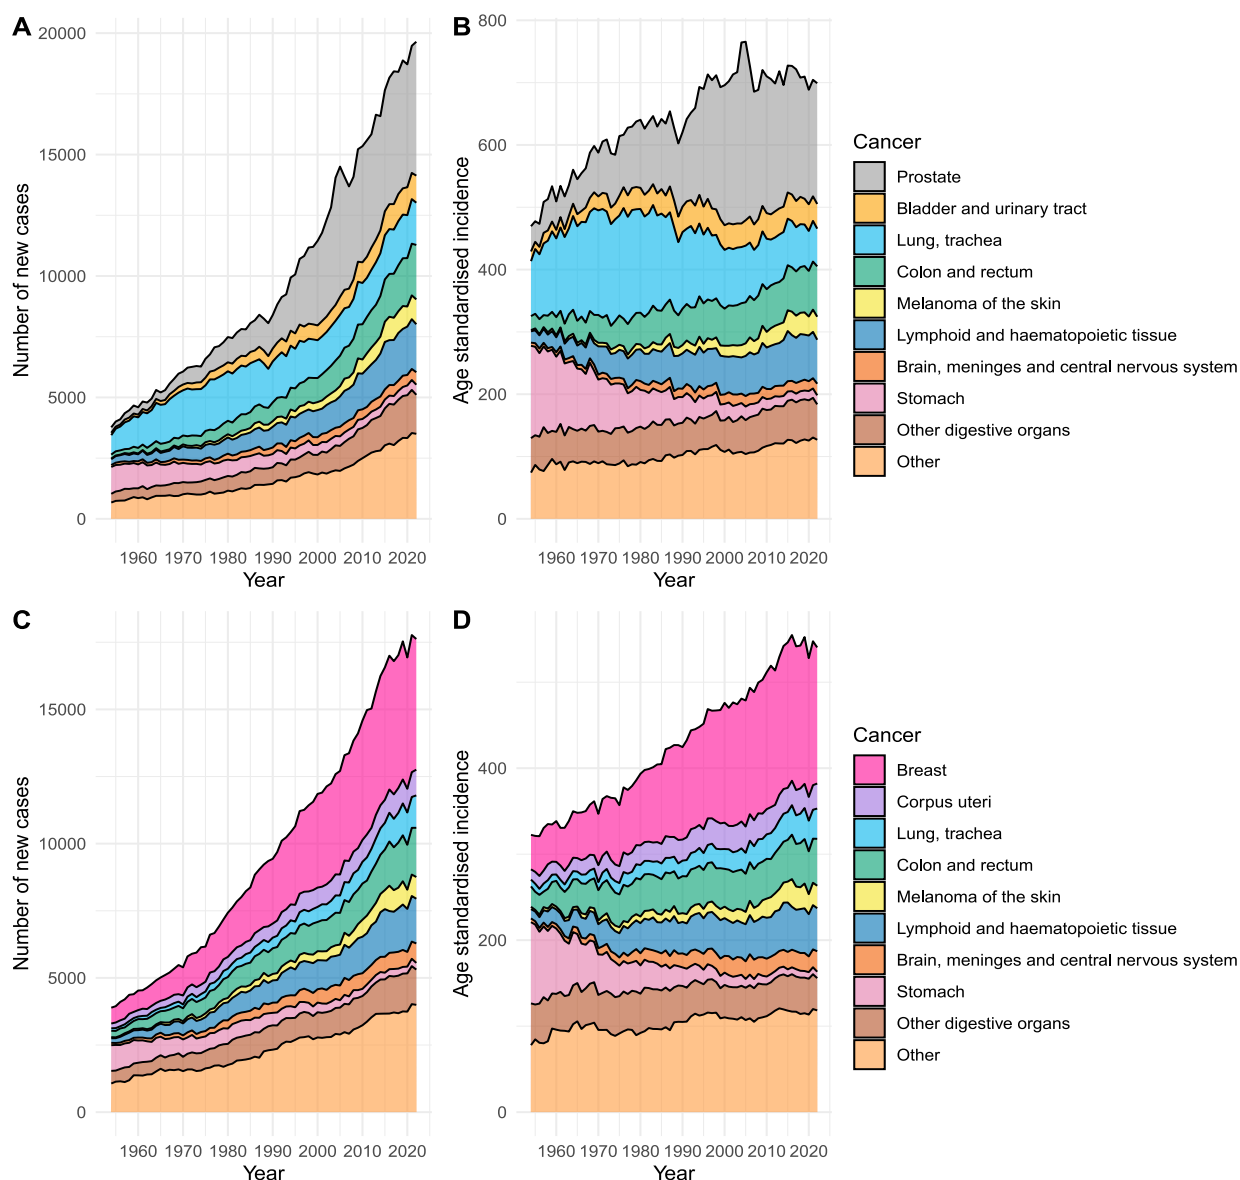 A
20000
15000
10000
5000
0
Number of new cases
1960 1970 1980 1990 2000 2010 2020
Year
B
800
600
400
200
0
Age standardised incidence
1960 1970 1980 1990 2000 2010 2020
Year
Cancer
Prostate
Bladder and urinary tract
Lung, trachea
Colon and rectum
Melanoma of the skin
Lymphoid and haematopoietic tissue
Brain, meninges and central nervous system
Stomach
Other digestive organs
Other
C
15000
10000
5000
0
Number of new cases
1960 1970 1980 1990 2000 2010 2020
Year
D
400
200
0
Age standardised incidence
1960 1970 1980 1990 2000 2010 2020
Year
Cancer
Breast
Corpus uteri
Lung, trachea
Colon and rectum
Melanoma of the skin
Lymphoid and haematopoietic tissue
Brain, meninges and central nervous system
Stomach
Other digestive organs
Other